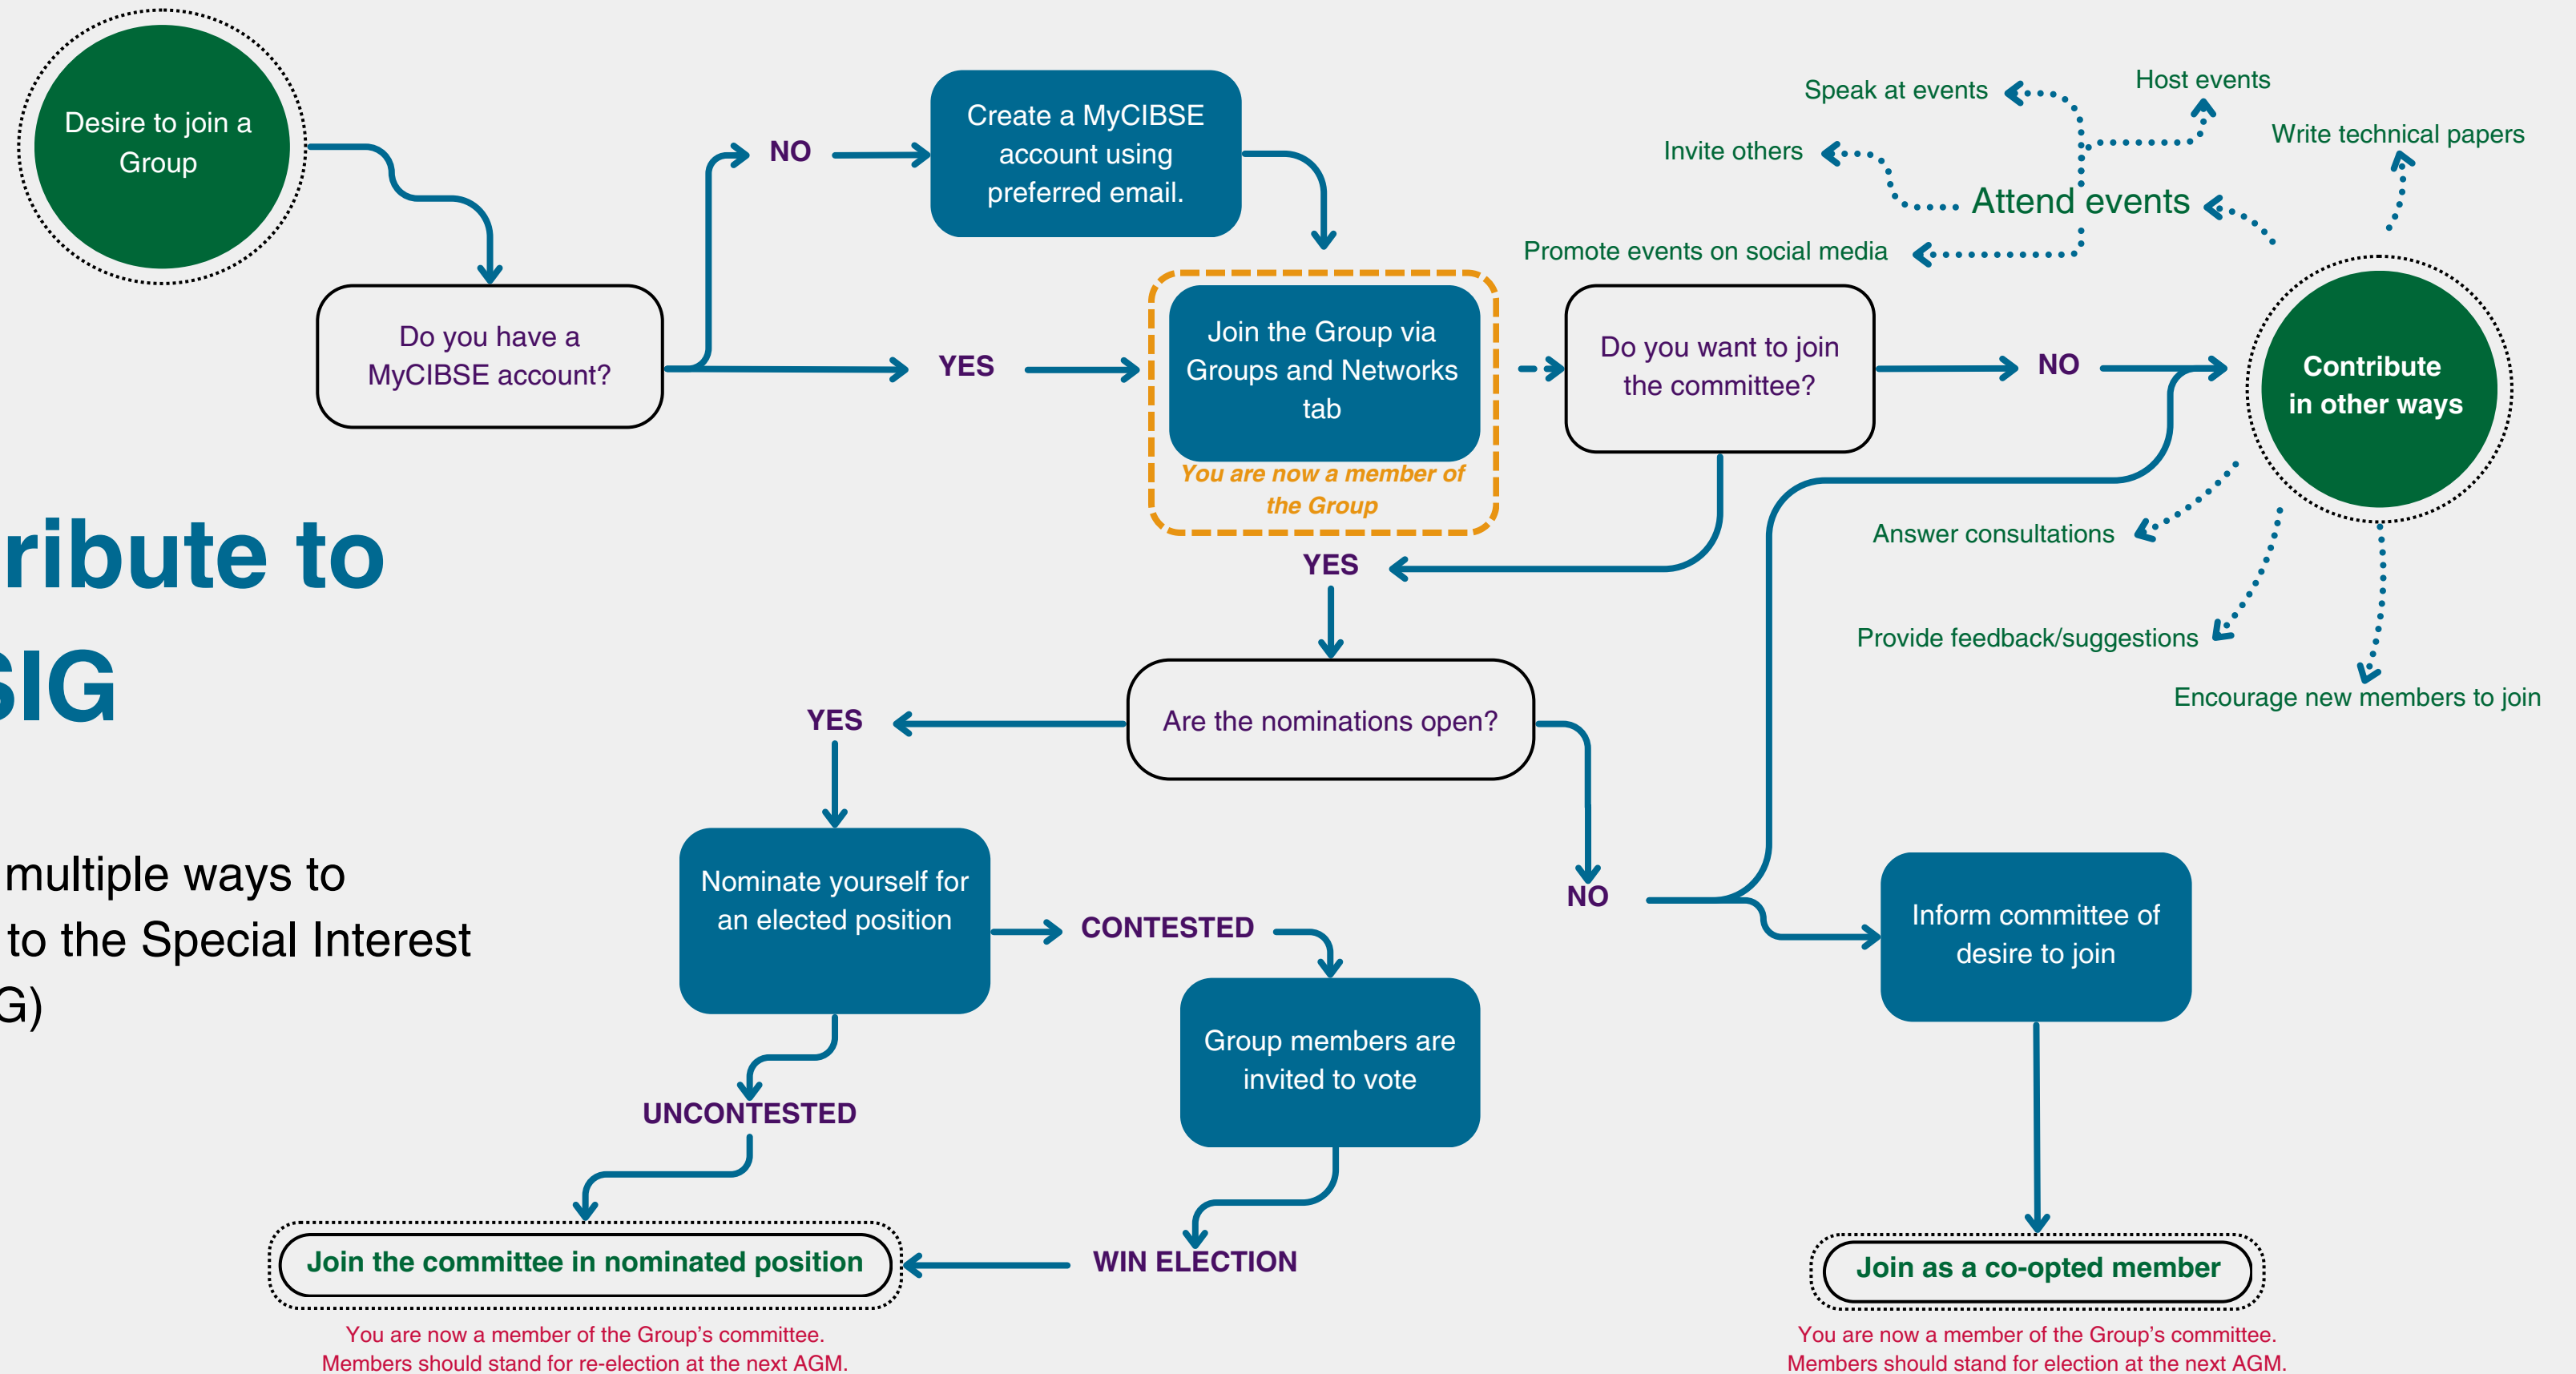 Desire to join a
Group
NO
Create a MyCIBSE
account using
preferred email.
Do you have a
MyCIBSE account?
YES
Join the Group via
Groups and Networks
tab
You are now a member of
the Group
Do you want to join
the committee?
NO
Contribute
in other ways
Speak at events
Host events
Write technical papers
Invite others
Attend events
Promote events on social media
Answer consultations
Provide feedback/suggestions
Encourage new members to join
ribute to
SIG
multiple ways to
to the Special Interest
G)
YES
Are the nominations open?
YES
NO
Nominate yourself for
an elected position
CONTESTED
Group members are
invited to vote
UNCONTESTED
WIN ELECTION
Join the committee in nominated position
You are now a member of the Group's committee.
Members should stand for re-election at the next AGM.
Inform committee of
desire to join
Join as a co-opted member
You are now a member of the Group's committee.
Members should stand for election at the next AGM.